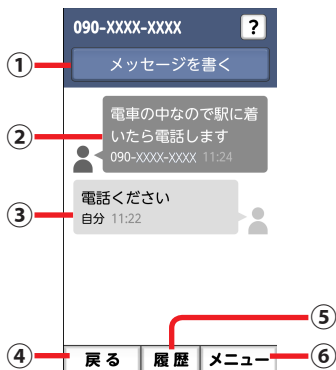 090-XXXX-XXXX ?
① メッセージを書く
電車の中なので駅に着
② いたら電話します
090-XXXX-XXXX 11:24
電話ください
③ 自分 11:22
⑤
④ 戻る 履歴 メニュー ⑥